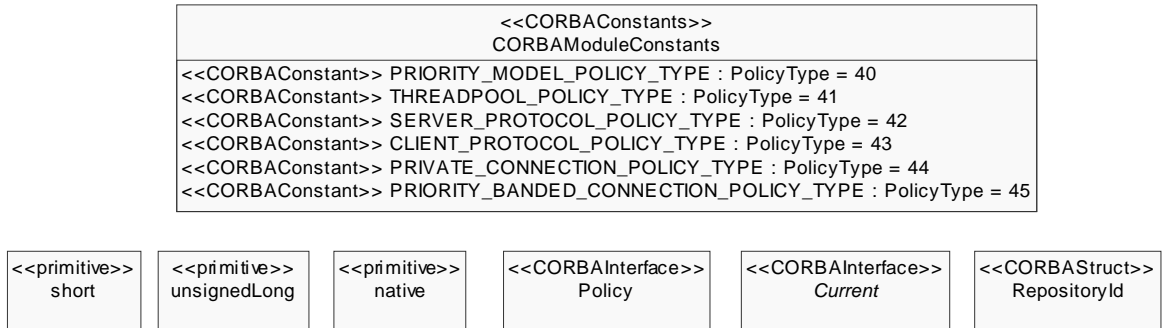 <<CORBAConstants>>
CORBAModuleConstants
<<CORBAConstant>> PRIORITY_MODEL_POLICY_TYPE : PolicyType = 40
<<CORBAConstant>> THREADPOOL_POLICY_TYPE : PolicyType = 41
<<CORBAConstant>> SERVER_PROTOCOL_POLICY_TYPE : PolicyType = 42
<<CORBAConstant>> CLIENT_PROTOCOL_POLICY_TYPE : PolicyType = 43
<<CORBAConstant>> PRIVATE_CONNECTION_POLICY_TYPE : PolicyType = 44
<<CORBAConstant>> PRIORITY_BANDED_CONNECTION_POLICY_TYPE : PolicyType = 45
<<primitive>>
short
<<primitive>>
unsignedLong
<<primitive>>
native
<<CORBAInterface>>
Policy
<<CORBAInterface>>
Current
<<CORBAStruct>>
RepositoryId